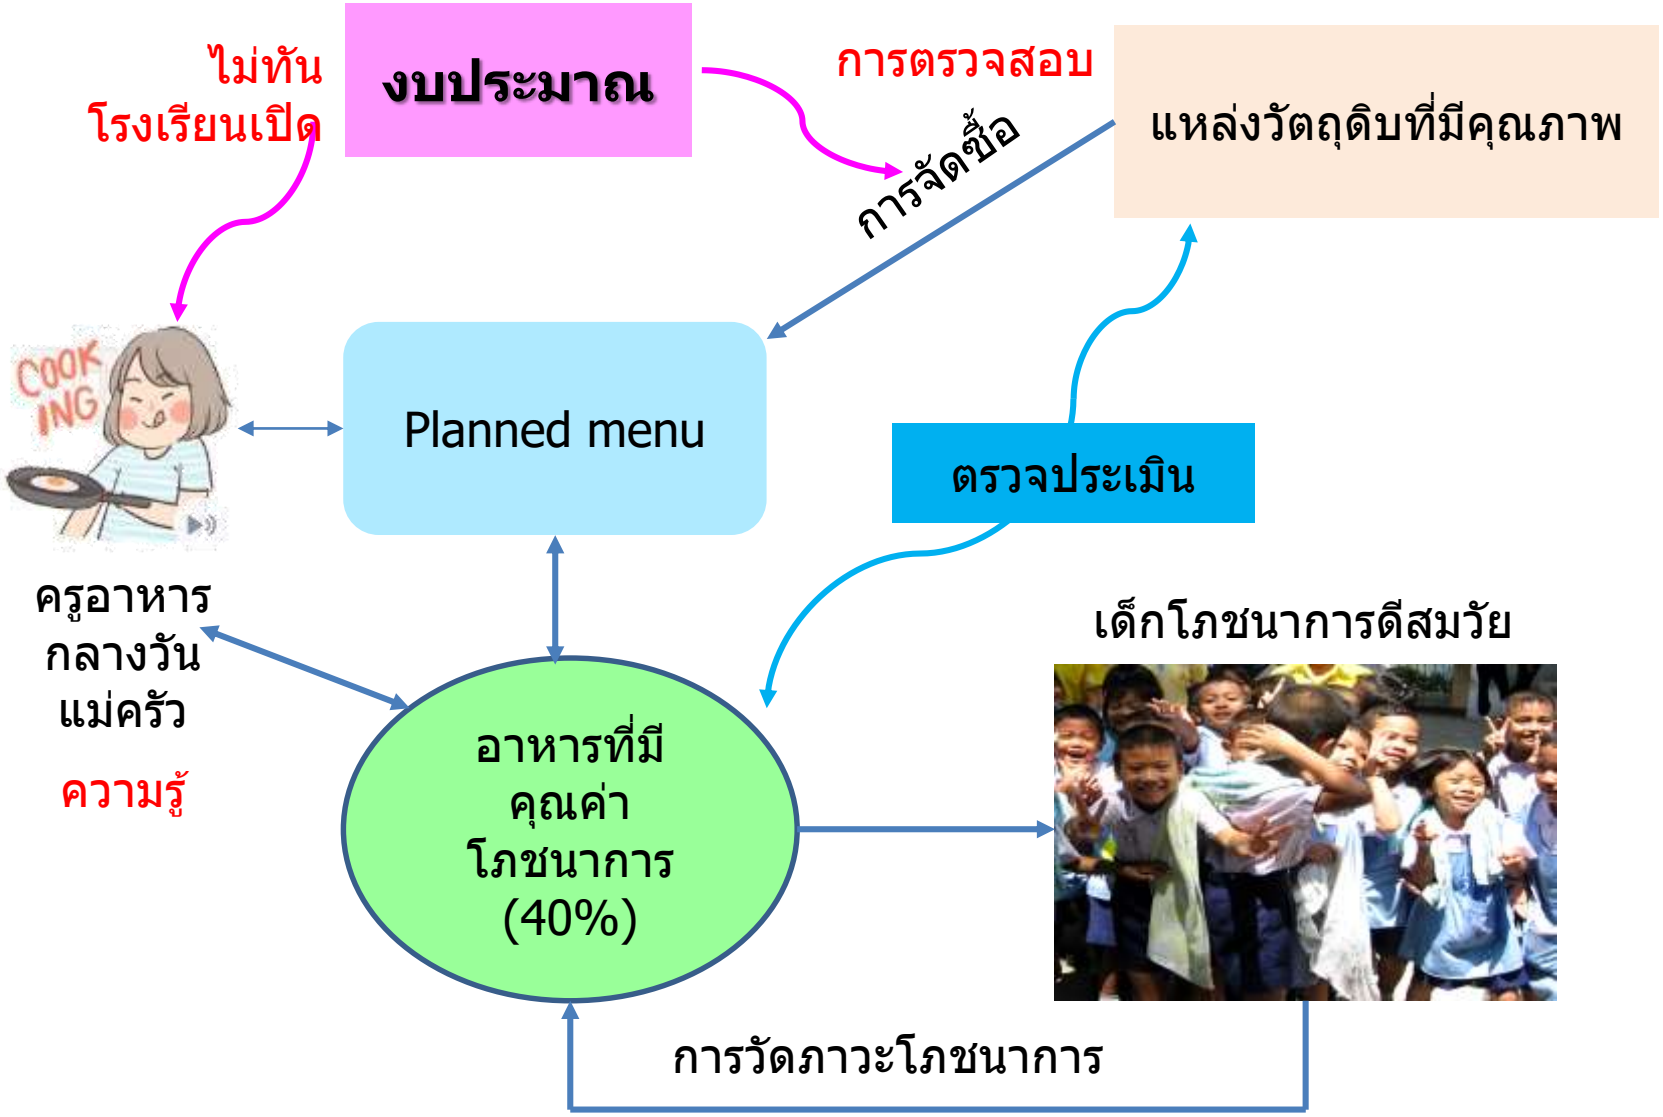 ไม่ทัน
โรงเรียนเปิด
งบประมาณ
การตรวจสอบ
การจัดซื้อ
แหล่งวัตถุดิบที่มีคุณภาพ
COOK
ING
Planned menu
ตรวจประเมิน
ครูอาหาร
กลางวัน
แม่ครัว
ความรู้
อาหารที่มี
คุณค่า
โภชนาการ
(40%)
เด็กโภชนาการดีสมวัย
การวัดภาวะโภชนาการ